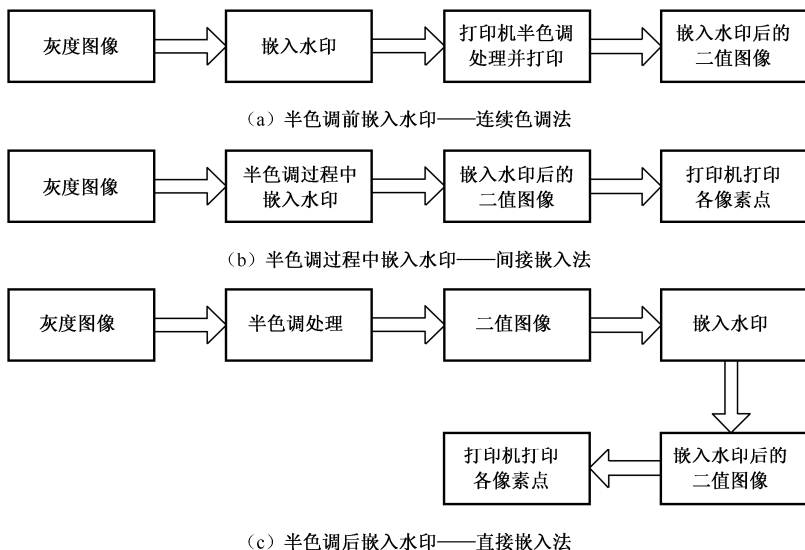 灰度图像
嵌入水印
打印机半色调
处理并打印
嵌入水印后的
二值图像
（a）半色调前嵌入水印——连续色调法
灰度图像
半色调过程中
嵌入水印
嵌入水印后的
二值图像
打印机打印
各像素点
（b）半色调过程中嵌入水印——间接嵌入法
灰度图像
半色调处理
二值图像
嵌入水印
打印机打印
各像素点
嵌入水印后的
二值图像
（c）半色调后嵌入水印——直接嵌入法